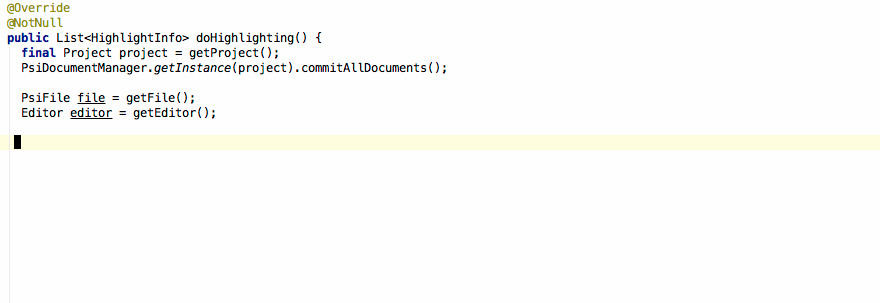 @Override
@NotNull
public List<HighlightInfo> doHighlighting() {
final Project project = getProject();
PsiDocumentManager.getInstance(project).commitAllDocuments();
PsiFile file = getFile();
Editor editor = getEditor();